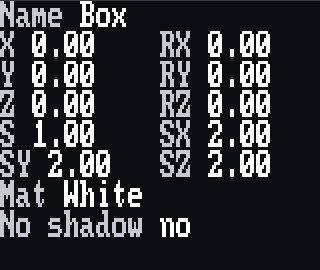 Name Box
X 0.00 RX 0.00
Y 0.00 RY 0.00
Z 0.00 RZ 0.00
S 1.00 SX 2.00
SY 2.00 SZ 2.00
Mat White
No shadow no